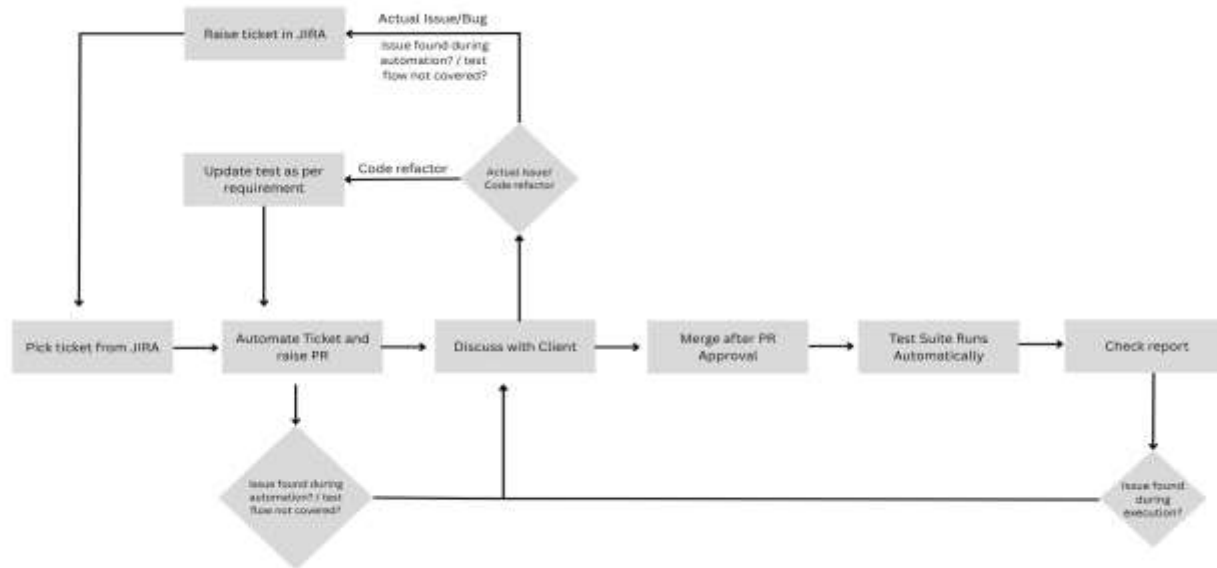 Actual Issue/Bug
Raise ticket in JIRA
Issue found during
automation? / test
flow not covered?
Update test as per
requirement
Code refactor
Actual Issue/
Code refactor
Pick ticket from JIRA
Automate Ticket and
raise PR
Discuss with Client
Merge after PR
Approval
Test Suite Runs
Automatically
Check report
Issue found during
automation? / test
flow not covered?
Issue found
during
execution?